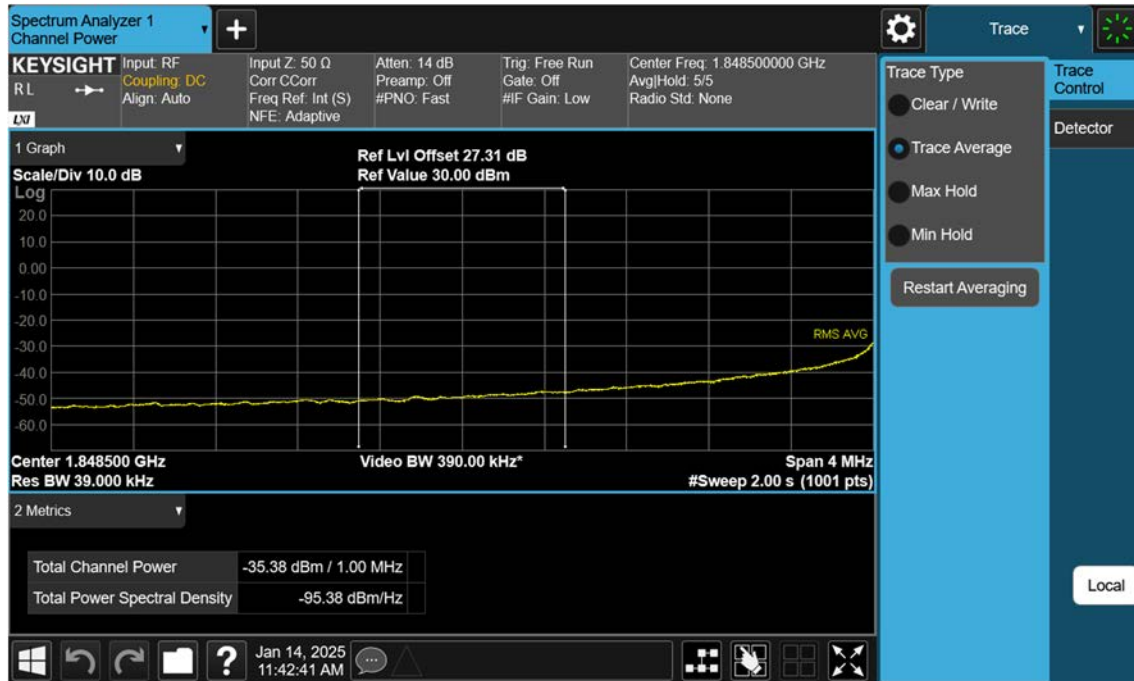 Spectrum Analyzer 1
Channel Power
+
Trace
KEYSIGHT
R L
LXI
Input: RF
Coupling: DC
Align: Auto
Input Z: 50 Ω
Corr CCorr
Freq Ref: Int (S)
NFE: Adaptive
Atten: 14 dB
Preamp: Off
#PNO: Fast
Trig: Free Run
Gate: Off
#IF Gain: Low
Center Freq: 1.848500000 GHz
Avg|Hold: 5/5
Radio Std: None
Trace Type
Clear / Write
Trace Average
Max Hold
Min Hold
Restart Averaging
Trace
Control
Detector
1 Graph
Scale/Div 10.0 dB
Ref Lvl Offset 27.31 dB
Ref Value 30.00 dBm
Log
20.0
10.0
0.00
-10.0
-20.0
-30.0
-40.0
-50.0
-60.0
RMS AVG
Center 1.848500 GHz
Res BW 39.000 kHz
Video BW 390.00 kHz*
Span 4 MHz
#Sweep 2.00 s (1001 pts)
2 Metrics
Total Channel Power -35.38 dBm / 1.00 MHz
Total Power Spectral Density -95.38 dBm/Hz
Local
?
Jan 14, 2025
11:42:41 AM